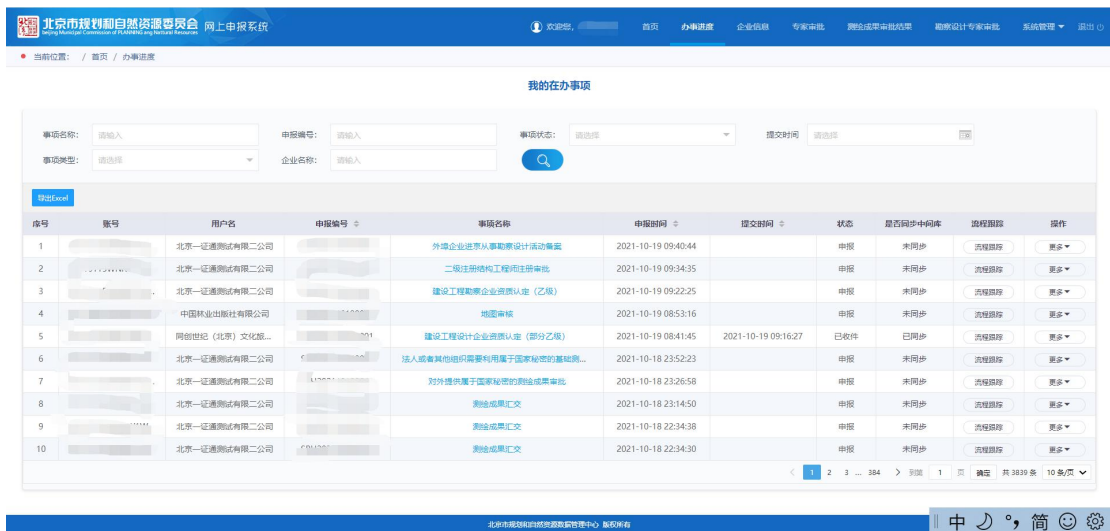 北京市规划和自然资源委员会 网上申报系统
Beijing Municipal Commission of PLANNING ang Nartural Resources
欢迎您, 首页 办事进度 企业信息 专家审批 测绘成果审批结果 勘察设计专家审批 系统管理 退出
当前位置: / 首页 / 办事进度
我的在办事项
事项名称: 请输入 申报编号: 请输入 事项状态: 请选择 提交时间 请选择
事项类型: 请选择 企业名称: 请输入
导出Excel
序号 账号 用户名 申报编号 事项名称 申报时间 提交时间 状态 是否同步中间库 流程跟踪 操作
1 北京一证通测试有限二公司 外埠企业进京从事勘察设计活动备案 2021-10-19 09:40:44 申报 未同步 流程跟踪 更多
2 北京一证通测试有限二公司 二级注册结构工程师注册审批 2021-10-19 09:34:35 申报 未同步 流程跟踪 更多
3 北京一证通测试有限二公司 建设工程勘察企业资质认定（乙级） 2021-10-19 09:22:25 申报 未同步 流程跟踪 更多
4 中国林业出版社有限公司 地图审核 2021-10-19 08:53:16 申报 未同步 流程跟踪 更多
5 同创世纪（北京）文化旅... 建设工程设计企业资质认定（部分乙级） 2021-10-19 08:41:45 2021-10-19 09:16:27 已收件 已同步 流程跟踪 更多
6 北京一证通测试有限二公司 法人或者其他组织需要利用属于国家秘密的基础测... 2021-10-18 23:52:23 申报 未同步 流程跟踪 更多
7 北京一证通测试有限二公司 对外提供属于国家秘密的测绘成果审批 2021-10-18 23:26:58 申报 未同步 流程跟踪 更多
8 北京一证通测试有限二公司 测绘成果汇交 2021-10-18 23:14:50 申报 未同步 流程跟踪 更多
9 北京一证通测试有限二公司 测绘成果汇交 2021-10-18 22:34:38 申报 未同步 流程跟踪 更多
10 北京一证通测试有限二公司 测绘成果汇交 2021-10-18 22:34:30 申报 未同步 流程跟踪 更多
1 2 3 ... 384 到第 1 页 确定 共 3839 条 10 条/页
北京市规划和自然资源数据管理中心 版权所有
中 简